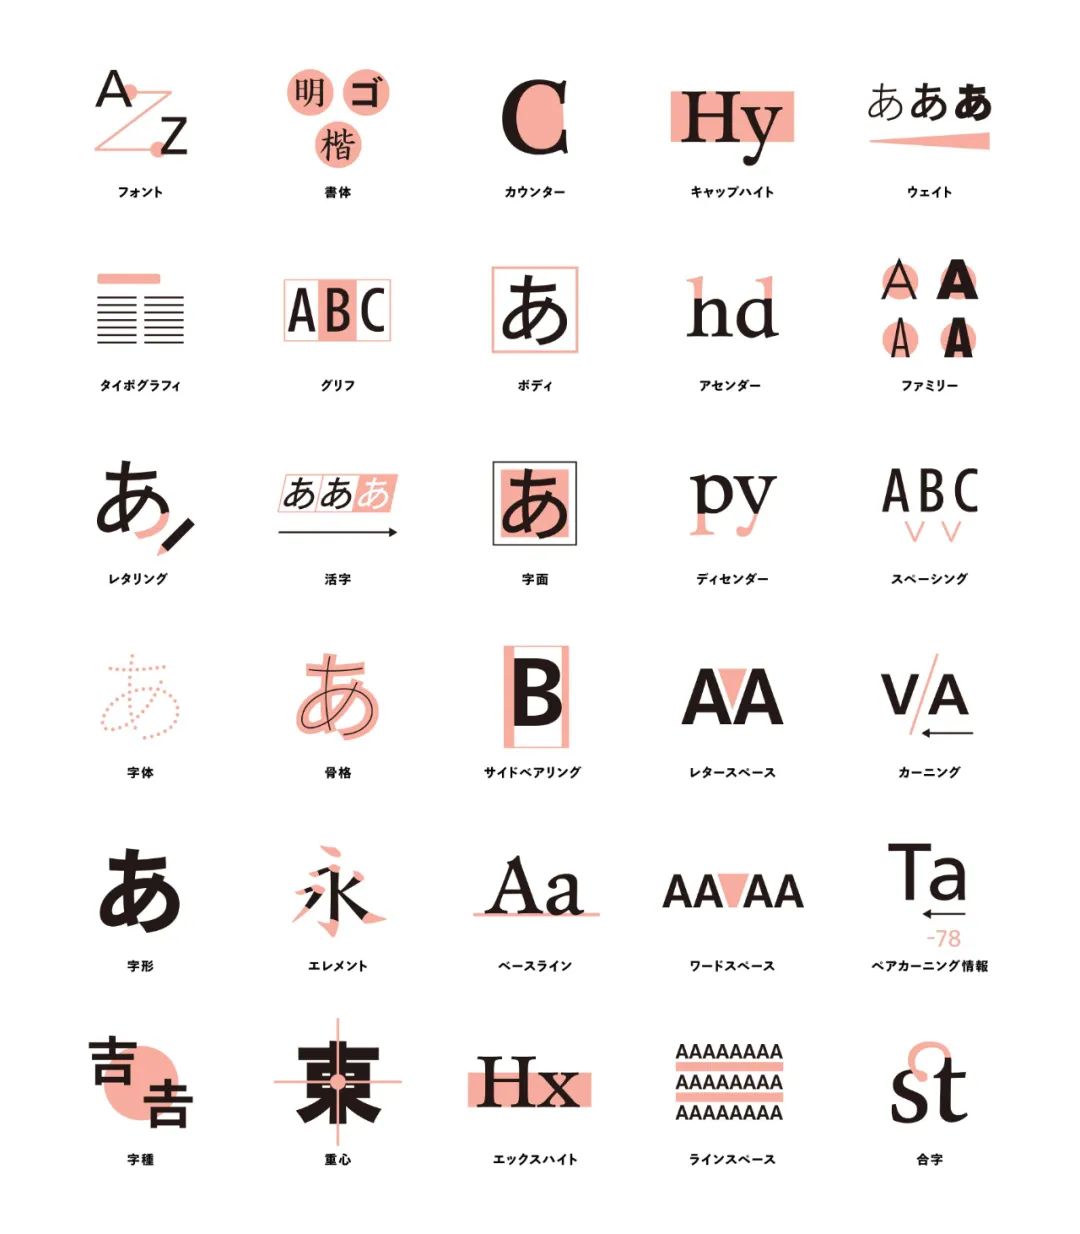 A
Z
フォント
明 ゴ
楷
書体
C
カウンター
Hy
キャップハイト
あああ
ウェイト
タイポグラフィ
ABC
グリフ
あ
ボディ
hd
アセンダー
A A
A A
ファミリー
あ
レタリング
あああ
活字
あ
字面
py
ディセンダー
ABC
スペーシング
あ
字体
あ
骨格
B
サイドベアリング
AA
レタースペース
V/A
カーニング
あ
字形
永
エレメント
Aa
ベースライン
AA AA
ワードスペース
Ta
-78
ペアカーニング情報
吉
𠮷
字種
東
重心
Hx
エックスハイト
AAAAAAAA
AAAAAAAA
AAAAAAAA
ラインスペース
st
合字